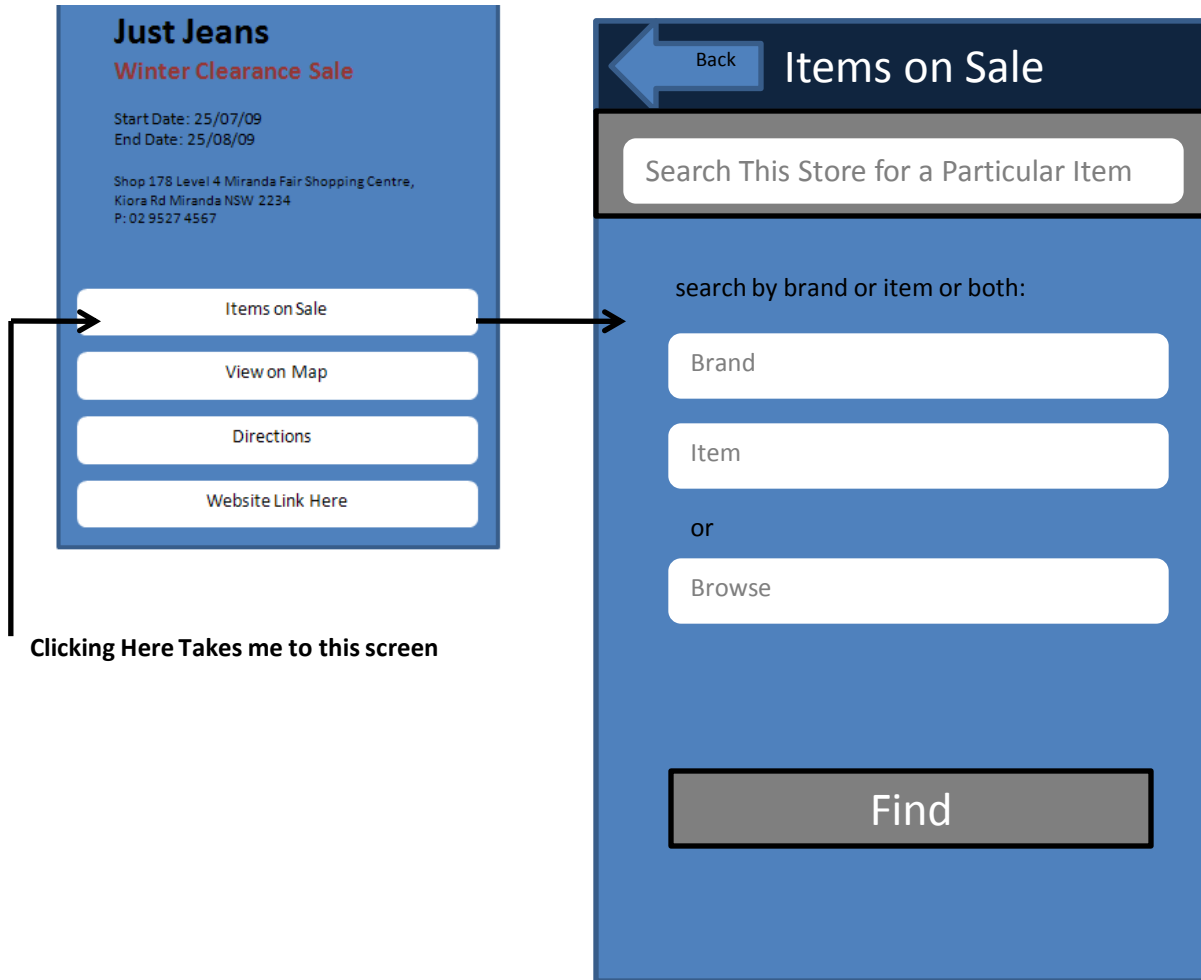 Just Jeans
Winter Clearance Sale
Start Date: 25/07/09
End Date: 25/08/09
Shop 178 Level 4 Miranda Fair Shopping Centre,
Kiora Rd Miranda NSW 2234
P: 02 9527 4567
Items on Sale
View on Map
Directions
Website Link Here
Clicking Here Takes me to this screen
Back
Items on Sale
Search This Store for a Particular Item
search by brand or item or both:
Brand
Item
or
Browse
Find